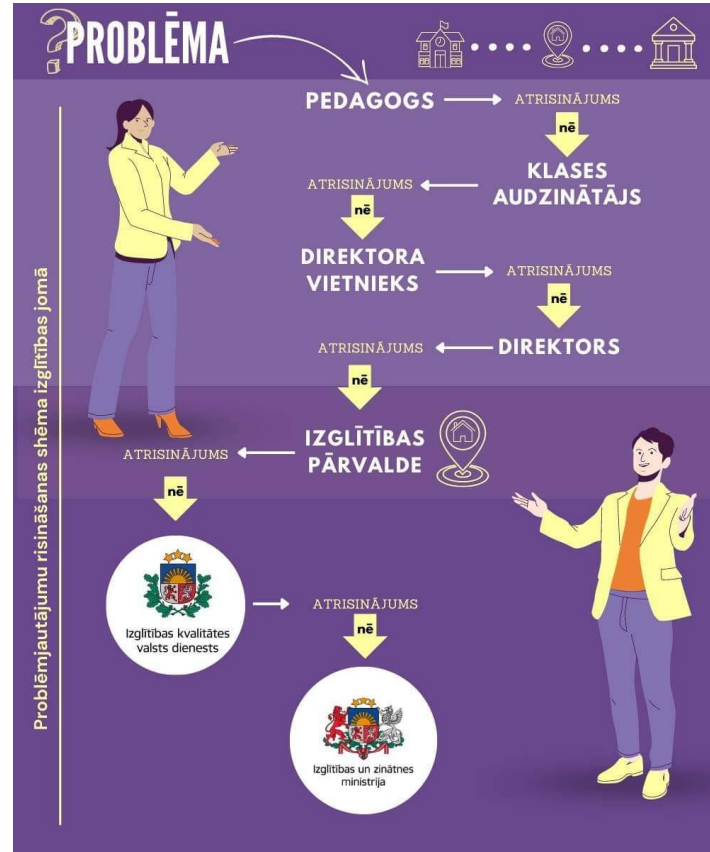 ?PROBLĒMA
PEDAGOGS
ATRISINĀJUMS
nē
KLASES
AUDZINĀTĀJS
ATRISINĀJUMS
nē
DIREKTORA
VIETNIEKS
ATRISINĀJUMS
nē
DIREKTORS
ATRISINĀJUMS
nē
IZGLĪTĪBAS
PĀRVALDE
ATRISINĀJUMS
nē
Izglītības kvalitātes
valsts dienests
ATRISINĀJUMS
nē
Izglītības un zinātnes
ministrija
Problēmjautājumu risināšanas shēma izglītības jomā